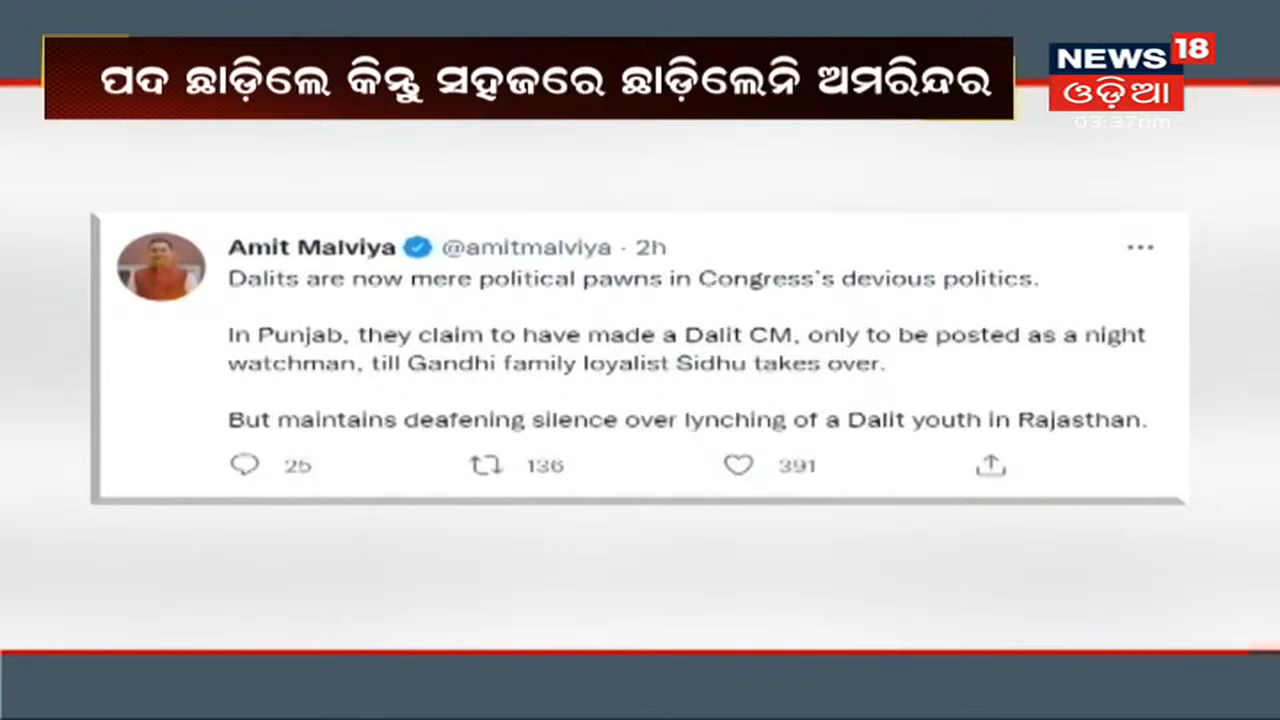 ପଦ ଛାଡ଼ିଲେ କିନ୍ତୁ ସହଜରେ ଛାଡ଼ିଲେନି ଅମରିନ୍ଦର
NEWS 18
ଓଡ଼ିଆ
03:37pm
Amit Malviya @amitmalviya · 2h
Dalits are now mere political pawns in Congress's devious politics.
In Punjab, they claim to have made a Dalit CM, only to be posted as a night
watchman, till Gandhi family loyalist Sidhu takes over.
But maintains deafening silence over lynching of a Dalit youth in Rajasthan.
25 136 391